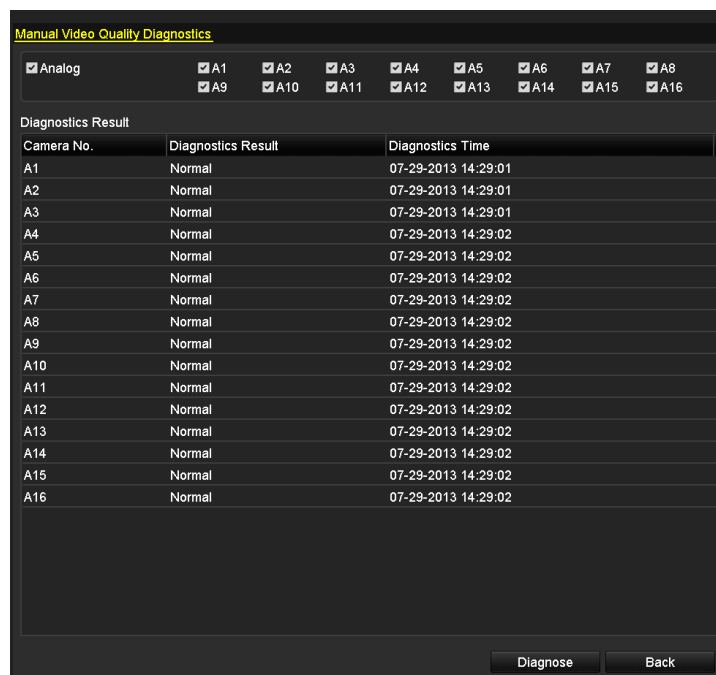 Manual Video Quality Diagnostics
Analog A1 A2 A3 A4 A5 A6 A7 A8
A9 A10 A11 A12 A13 A14 A15 A16
Diagnostics Result
Camera No. Diagnostics Result Diagnostics Time
A1 Normal 07-29-2013 14:29:01
A2 Normal 07-29-2013 14:29:01
A3 Normal 07-29-2013 14:29:01
A4 Normal 07-29-2013 14:29:02
A5 Normal 07-29-2013 14:29:02
A6 Normal 07-29-2013 14:29:02
A7 Normal 07-29-2013 14:29:02
A8 Normal 07-29-2013 14:29:02
A9 Normal 07-29-2013 14:29:02
A10 Normal 07-29-2013 14:29:02
A11 Normal 07-29-2013 14:29:02
A12 Normal 07-29-2013 14:29:02
A13 Normal 07-29-2013 14:29:02
A14 Normal 07-29-2013 14:29:02
A15 Normal 07-29-2013 14:29:02
A16 Normal 07-29-2013 14:29:02
Diagnose Back